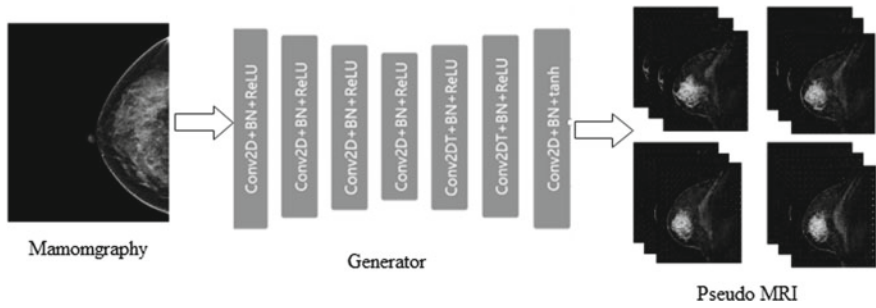 Conv2D+BN+ReLU
Conv2D+BN+ReLU
Conv2D+BN+ReLU
Conv2D+BN+ReLU
Conv2DT+BN+ReLU
Conv2DT+BN+ReLU
Conv2D+BN+tanh
Mamomgraphy
Generator
Pseudo MRI